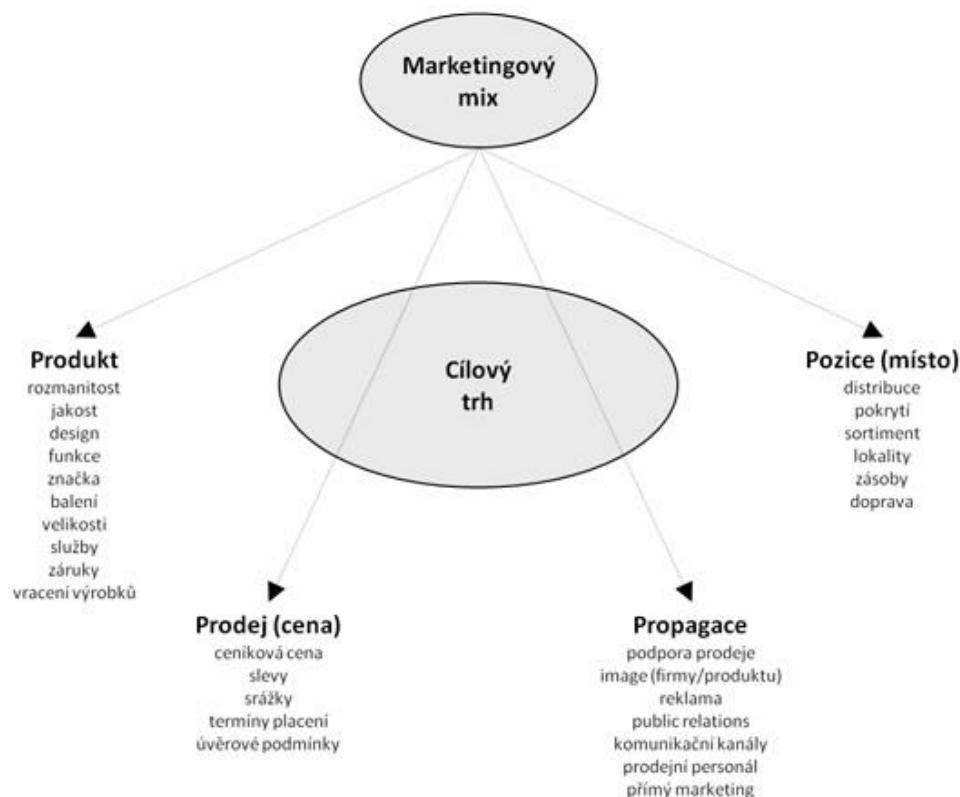 Marketingový
mix
Cílový
trh
Produkt
rozmanitost
jakost
design
funkce
značka
balení
velikosti
služby
záruky
vracení výrobků
Prodej (cena)
ceníková cena
slevy
srážky
termíny placení
úvěrové podmínky
Propagace
podpora prodeje
image (firmy/produktu)
reklama
public relations
komunikační kanály
prodejní personál
přímý marketing
Pozice (místo)
distribuce
pokrytí
sortiment
lokality
zásoby
doprava